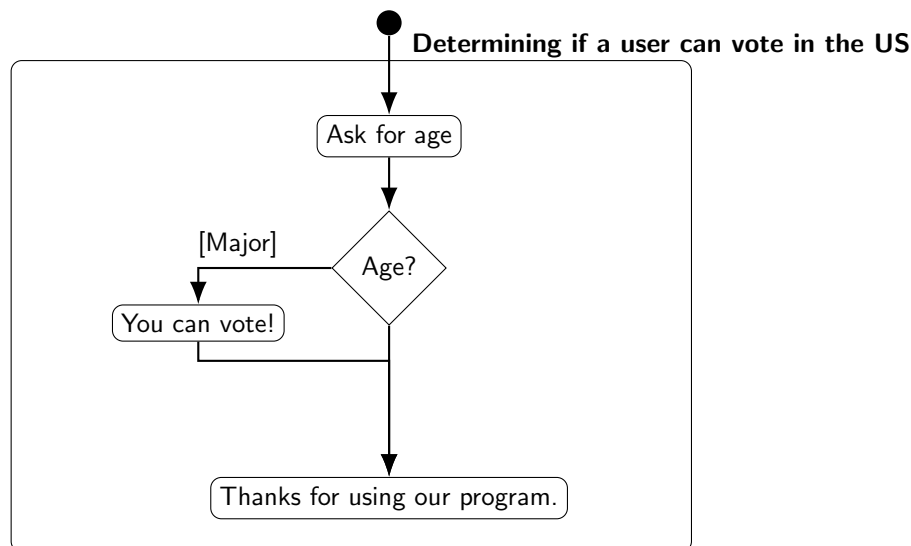 Determining if a user can vote in the US
Ask for age
[Major]
Age?
You can vote!
Thanks for using our program.